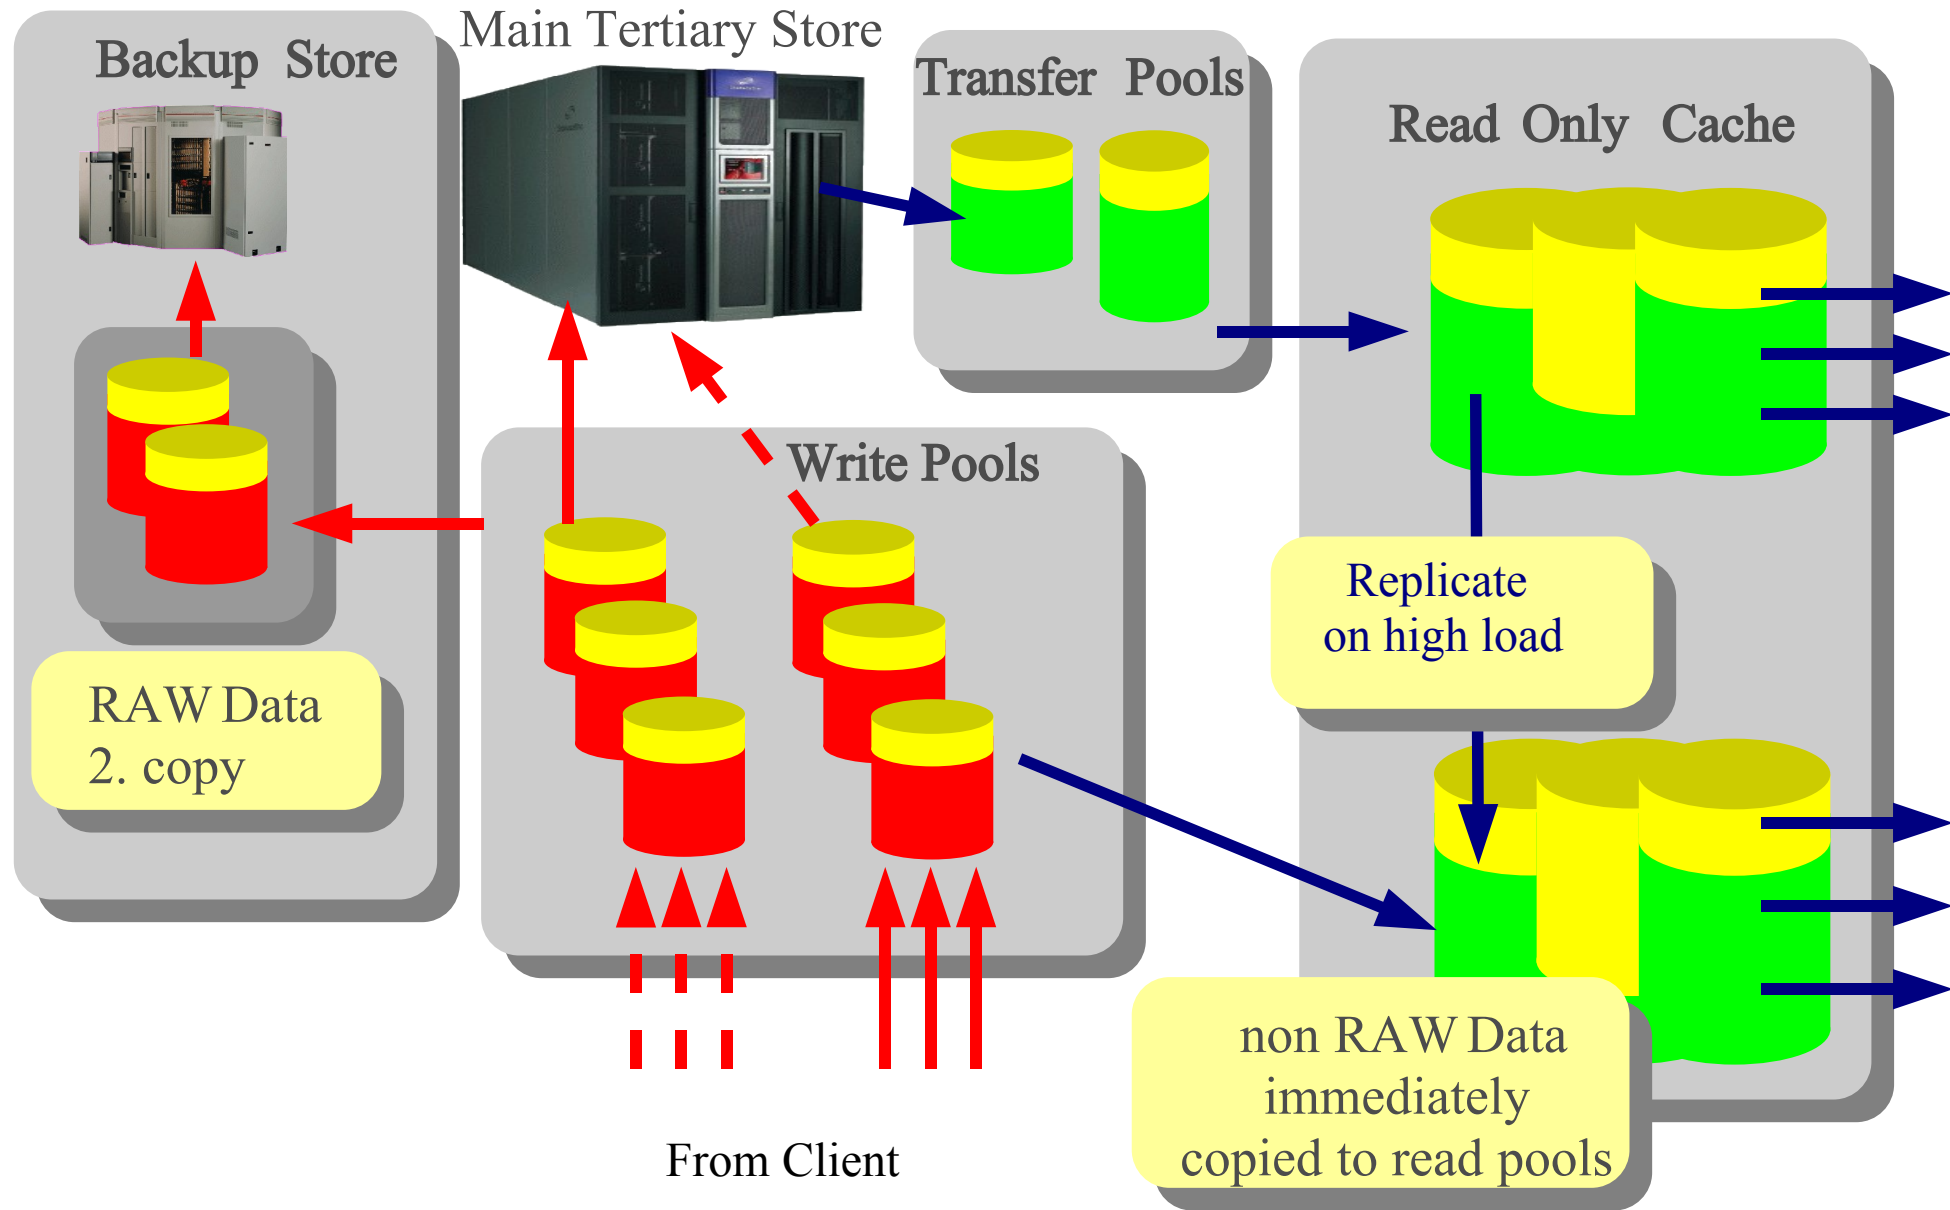 Backup Store
Main Tertiary Store
Transfer Pools
Read Only Cache
Write Pools
Replicate
on high load
RAW Data
2. copy
non RAW Data
immediately
copied to read pools
From Client